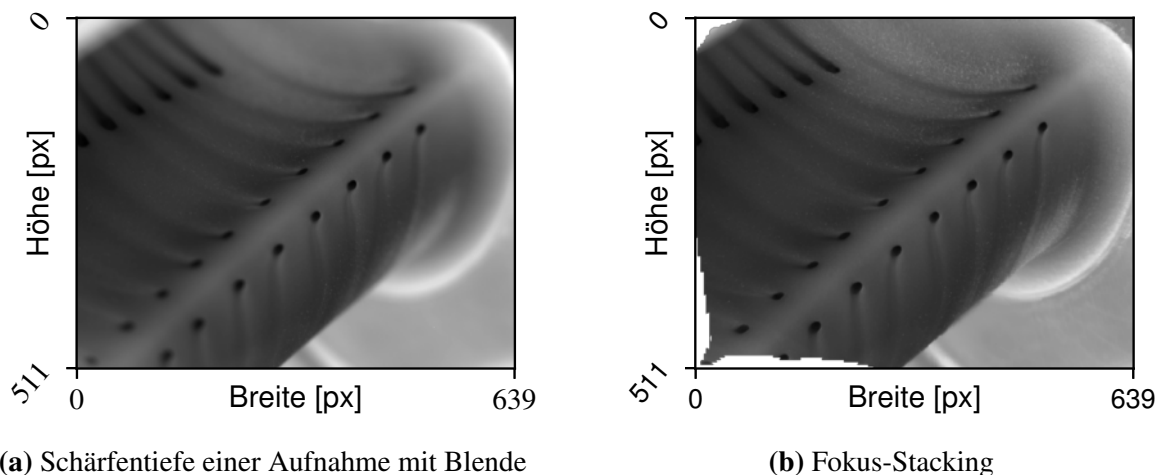 0
Höhe [px]
511
0
Breite [px]
639
(a) Schärfentiefe einer Aufnahme mit Blende
0
Höhe [px]
511
0
Breite [px]
639
(b) Fokus-Stacking